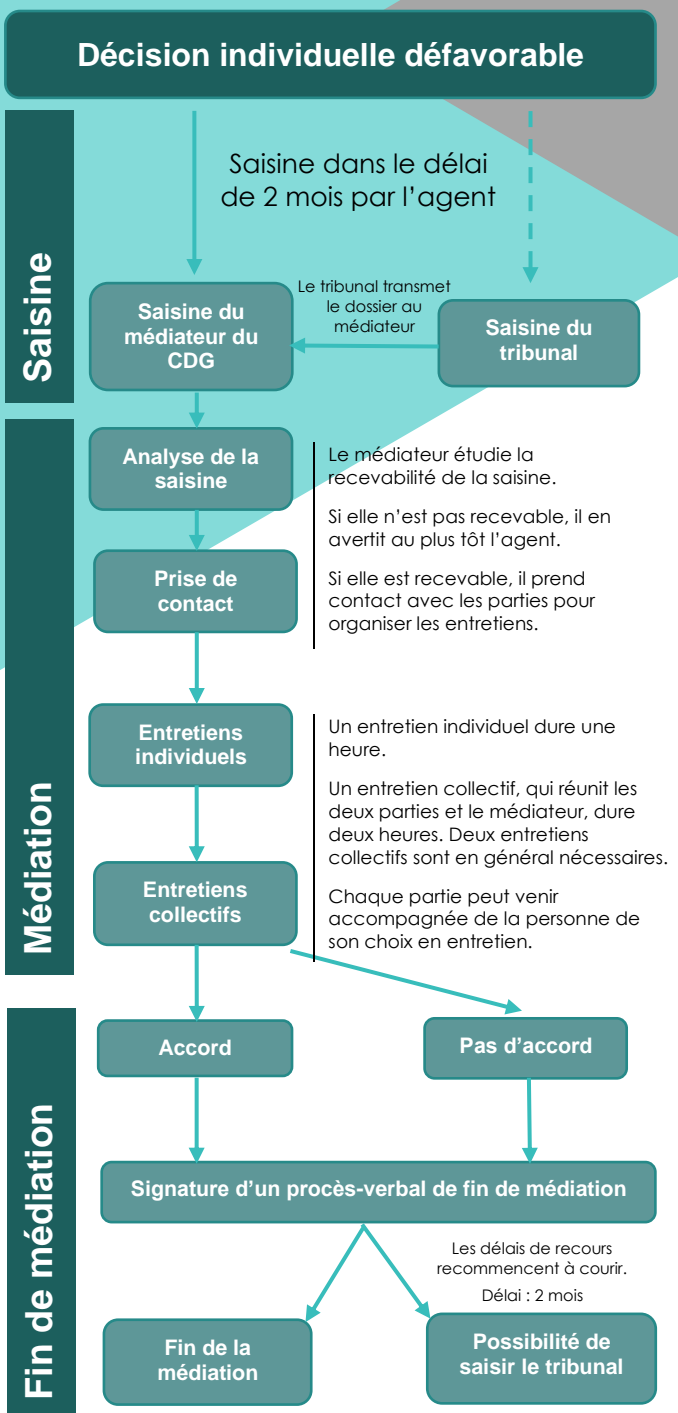 Décision individuelle défavorable
Saisine
Saisine dans le délai
de 2 mois par l'agent
Le tribunal transmet
le dossier au
médiateur
Saisine du
médiateur du
CDG
Saisine du
tribunal
Médiation
Analyse de la
saisine
Le médiateur étudie la
recevabilité de la saisine.
Si elle n'est pas recevable, il en
avertit au plus tôt l'agent.
Prise de
contact
Si elle est recevable, il prend
contact avec les parties pour
organiser les entretiens.
Entretiens
individuels
Un entretien individuel dure une
heure.
Un entretien collectif, qui réunit les
deux parties et le médiateur, dure
deux heures. Deux entretiens
collectifs sont en général nécessaires.
Entretiens
collectifs
Chaque partie peut venir
accompagnée de la personne de
son choix en entretien.
Fin de médiation
Accord
Pas d'accord
Signature d'un procès-verbal de fin de médiation
Les délais de recours
recommencent à courir.
Délai : 2 mois
Fin de la
médiation
Possibilité de
saisir le tribunal